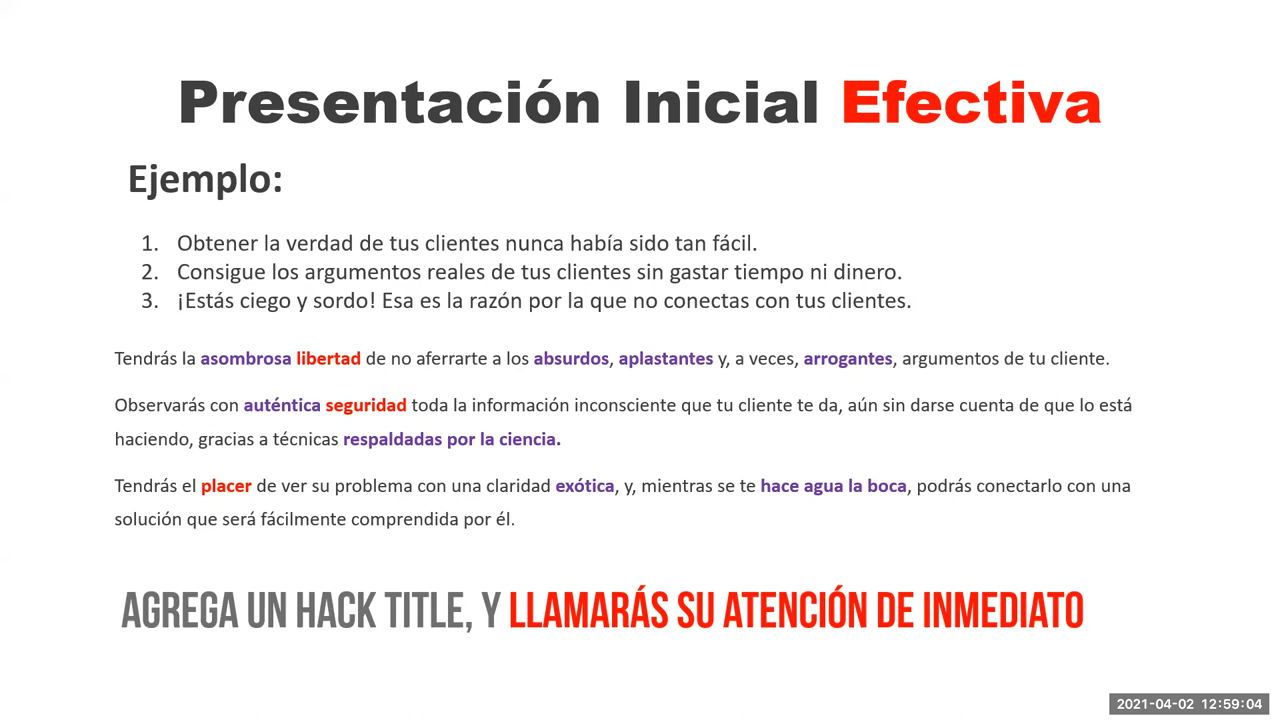 Presentación Inicial Efectiva
Ejemplo:
1. Obtener la verdad de tus clientes nunca había sido tan fácil.
2. Consigue los argumentos reales de tus clientes sin gastar tiempo ni dinero.
3. ¡Estás ciego y sordo! Esa es la razón por la que no conectas con tus clientes.
Tendrás la asombrosa libertad de no aferrarte a los absurdos, aplastantes y, a veces, arrogantes, argumentos de tu cliente.
Observarás con auténtica seguridad toda la información inconsciente que tu cliente te da, aún sin darse cuenta de que lo está
haciendo, gracias a técnicas respaldadas por la ciencia.
Tendrás el placer de ver su problema con una claridad exótica, y, mientras se te hace agua la boca, podrás conectarlo con una
solución que será fácilmente comprendida por él.
AGREGA UN HACK TITLE, Y LLAMARÁS SU ATENCIÓN DE INMEDIATO
2021-04-02 12:59:04